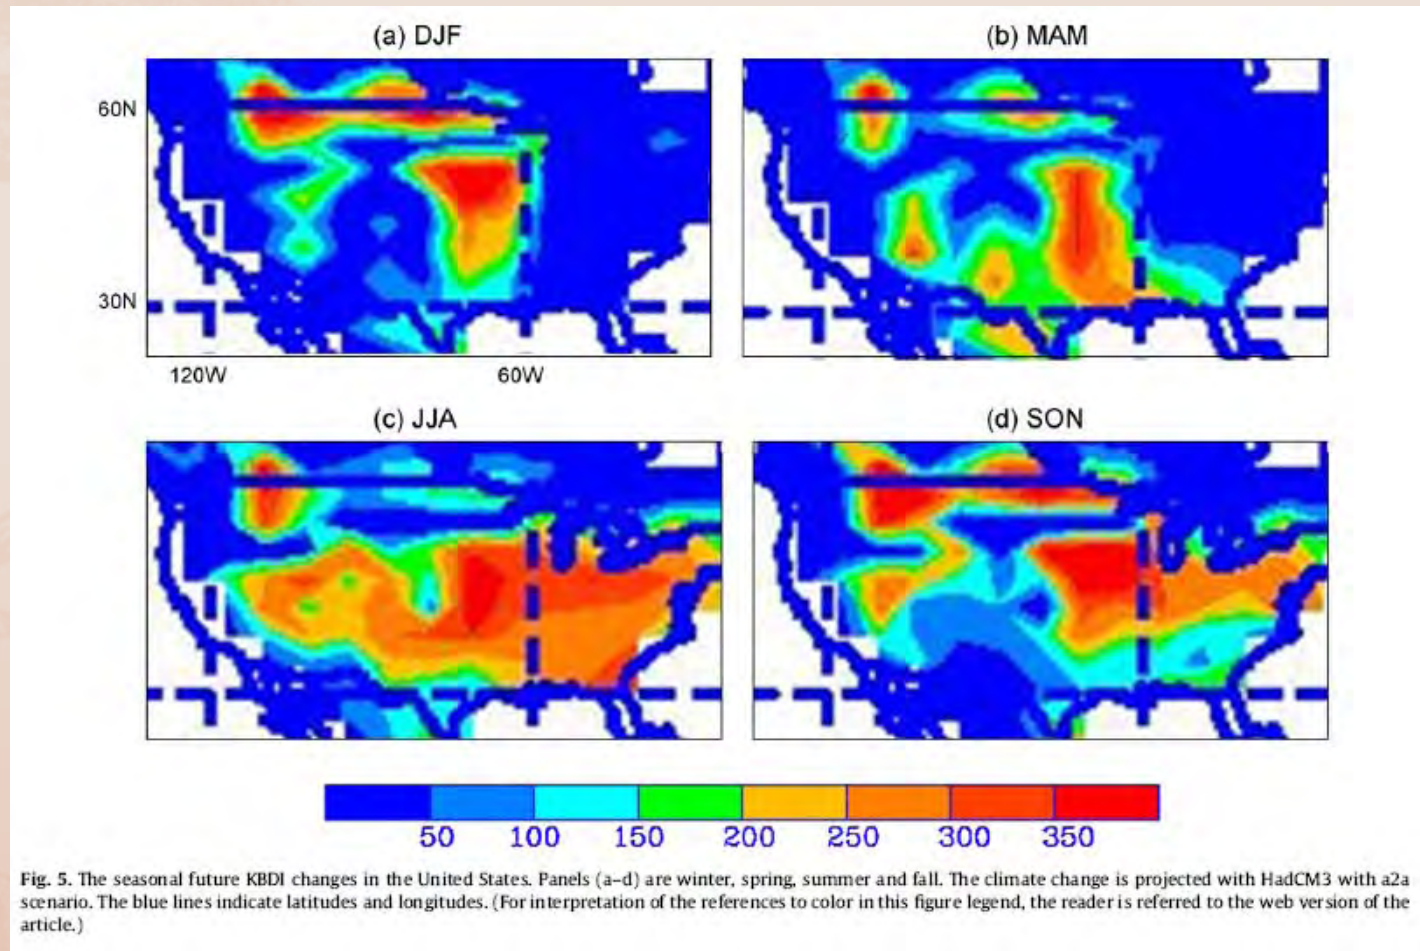 (a) DJF
(b) MAM
60N
30N
120W
60W
(c) JJA
(d) SON
50 100 150 200 250 300 350
Fig. 5. The seasonal future KBDI changes in the United States. Panels (a–d) are winter, spring, summer and fall. The climate change is projected with HadCM3 with a2a
scenario. The blue lines indicate latitudes and longitudes. (For interpretation of the references to color in this figure legend, the reader is referred to the web version of the
article.)